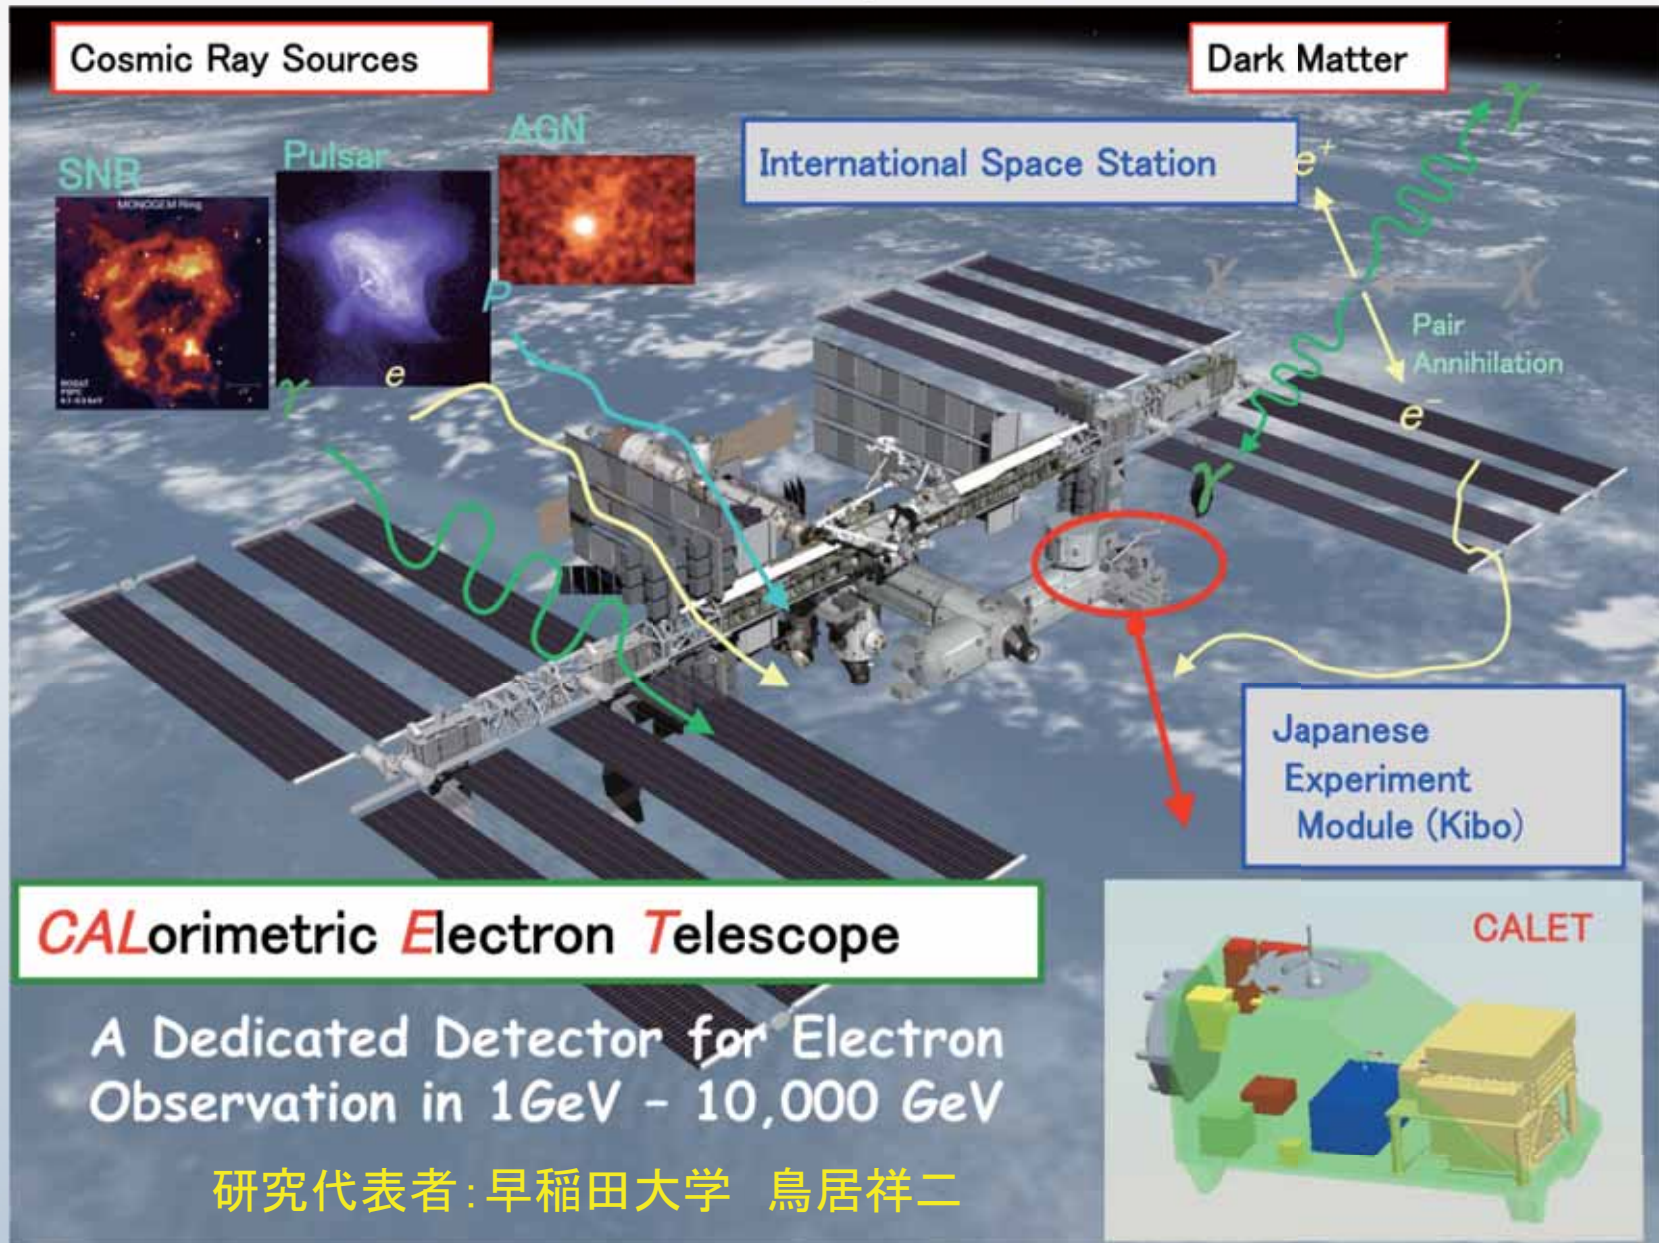 Cosmic Ray Sources
Dark Matter
SNR
Pulsar
AGN
International Space Station
MONOGEM Ring
γ
e⁺
χ
χ
P
Pair
Annihilation
e
γ
e⁻
γ
Japanese
Experiment
Module (Kibo)
CALorimetric Electron Telescope
CALET
A Dedicated Detector for Electron
Observation in 1GeV – 10,000 GeV
研究代表者：早稲田大学　鳥居祥二